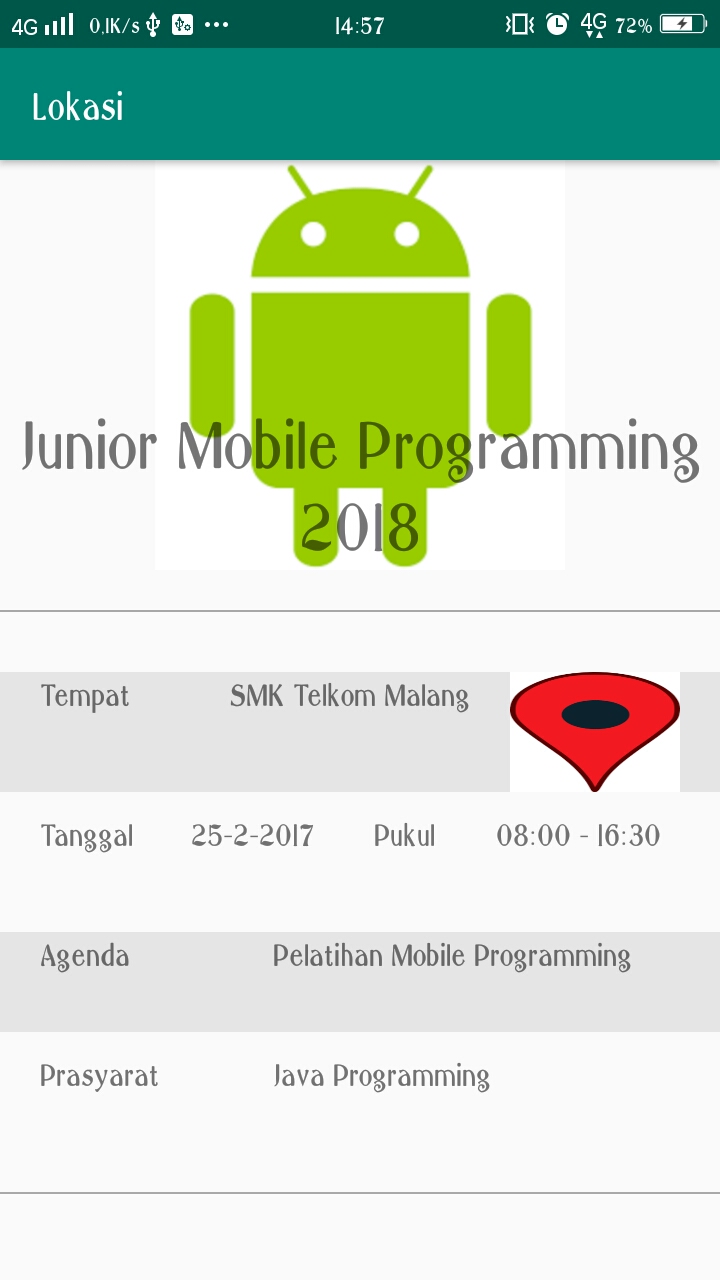 4G 0,1K/s ••• 14:57 4G 72%
Lokasi
Junior Mobile Programming
2018
Tempat SMK Telkom Malang
Tanggal 25-2-2017 Pukul 08:00 - 16:30
Agenda Pelatihan Mobile Programming
Prasyarat Java Programming